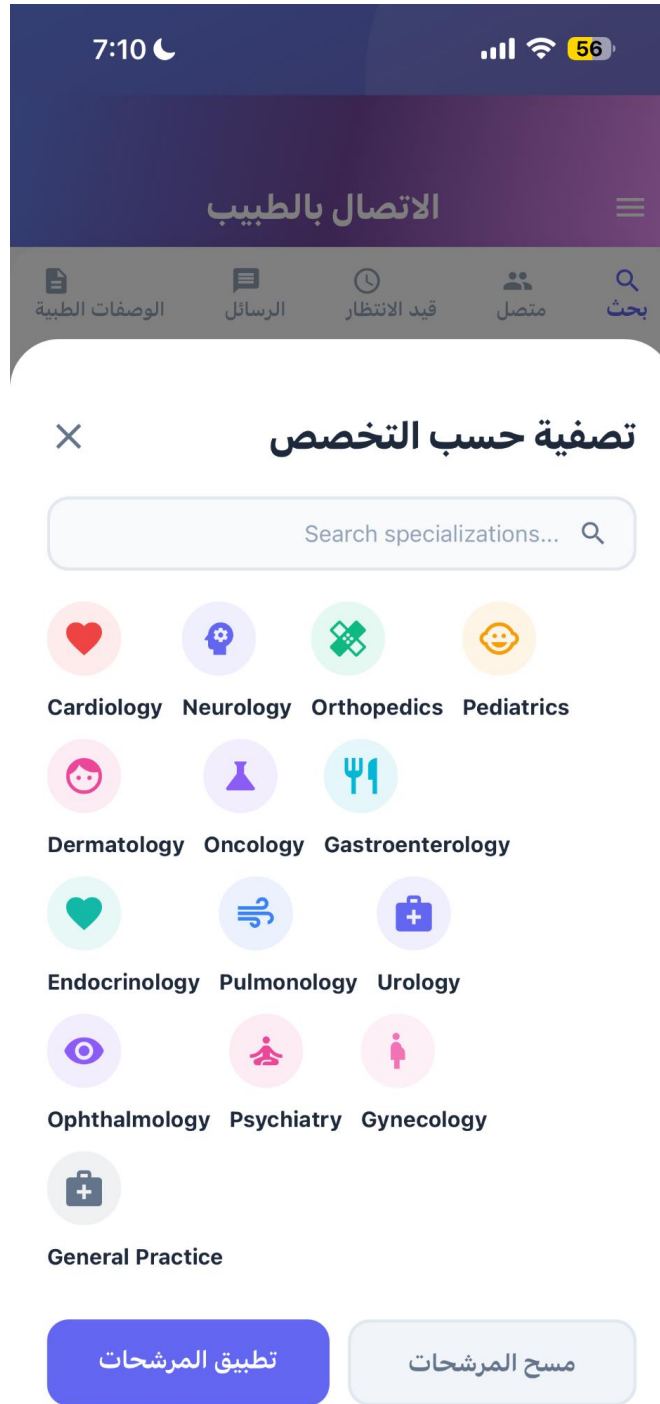 7:10
56
الاتصال بالطبيب
بحث
متصل
قيد الانتظار
الرسائل
الوصفات الطبية
تصفية حسب التخصص
Search specializations...
Cardiology Neurology Orthopedics Pediatrics
Dermatology Oncology Gastroenterology
Endocrinology Pulmonology Urology
Ophthalmology Psychiatry Gynecology
General Practice
مسح المرشحات
تطبيق المرشحات